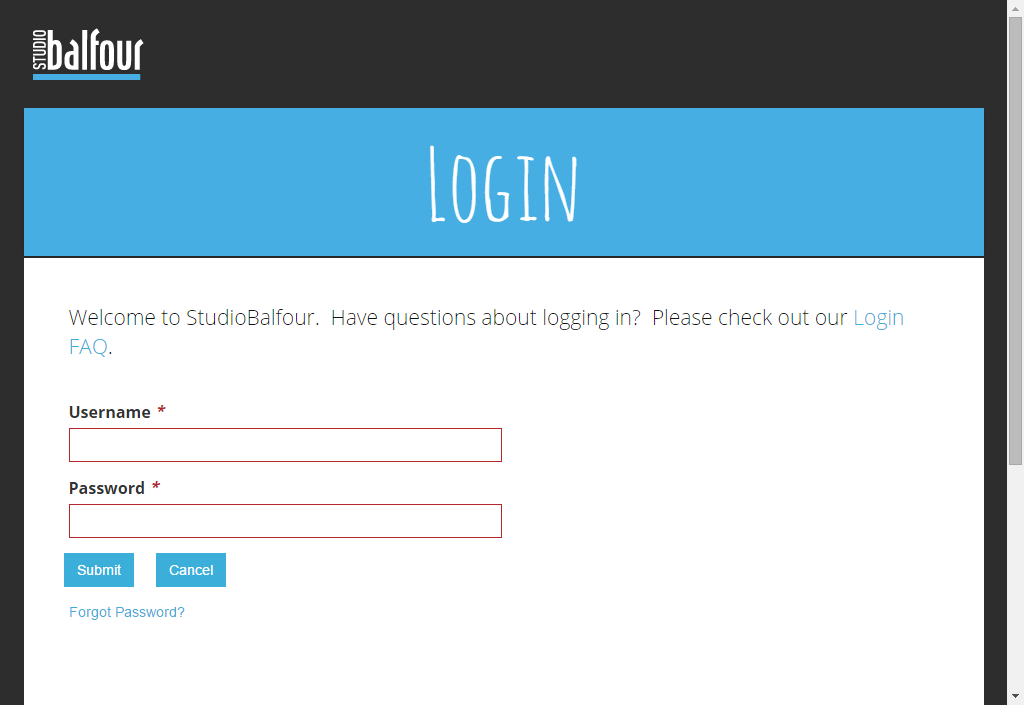 STUDIO balfour
LOGIN
Welcome to StudioBalfour.  Have questions about logging in?  Please check out our Login
FAQ.
Username *
Password *
Submit Cancel
Forgot Password?